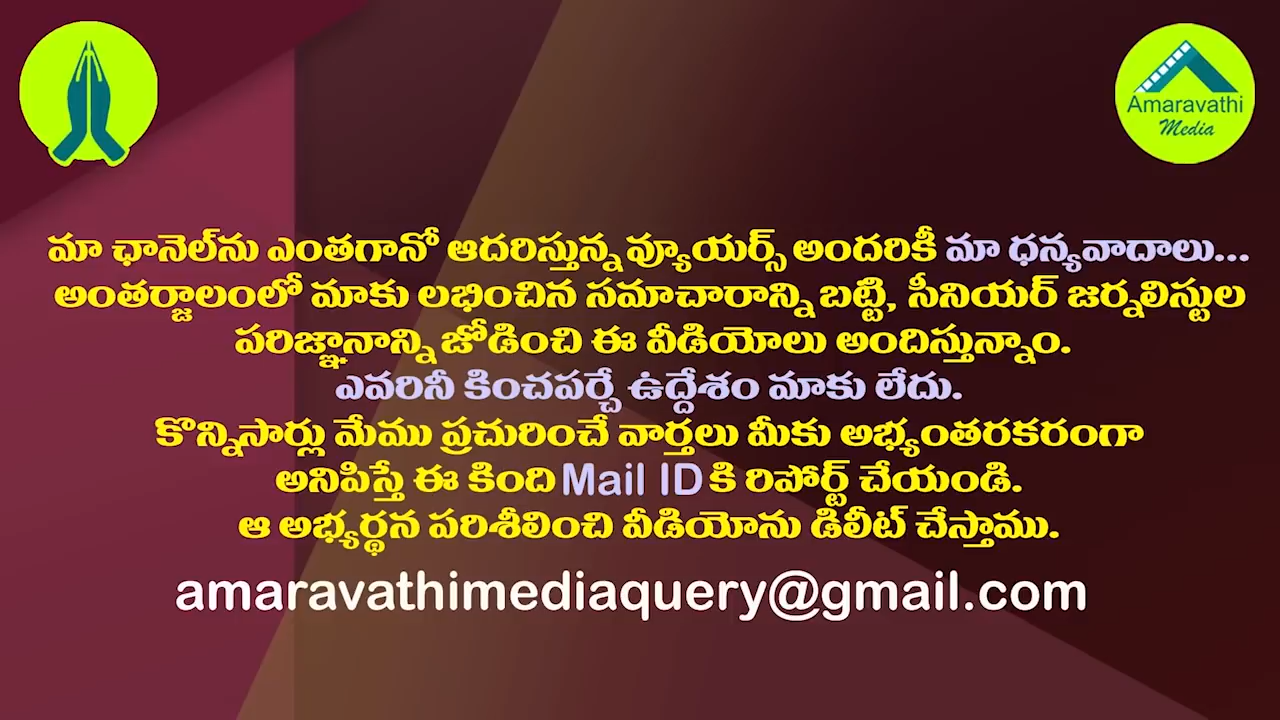 Amaravathi
Media
మా ఛానెల్‌ను ఎంతగానో ఆదరిస్తున్న వ్యూయర్స్ అందరికీ మా ధన్యవాదాలు...
అంతర్జాలంలో మాకు లభించిన సమాచారాన్ని బట్టి, సీనియర్ జర్నలిస్టుల
పరిజ్ఞానాన్ని జోడించి ఈ వీడియోలు అందిస్తున్నాం.
ఎవరినీ కించపర్చే ఉద్దేశం మాకు లేదు.
కొన్నిసార్లు మేము ప్రచురించే వార్తలు మీకు అభ్యంతరకరంగా
అనిపిస్తే ఈ కింది Mail ID కి రిపోర్ట్ చేయండి.
ఆ అభ్యర్థన పరిశీలించి వీడియోను డిలీట్ చేస్తాము.
amaravathimediaquery@gmail.com